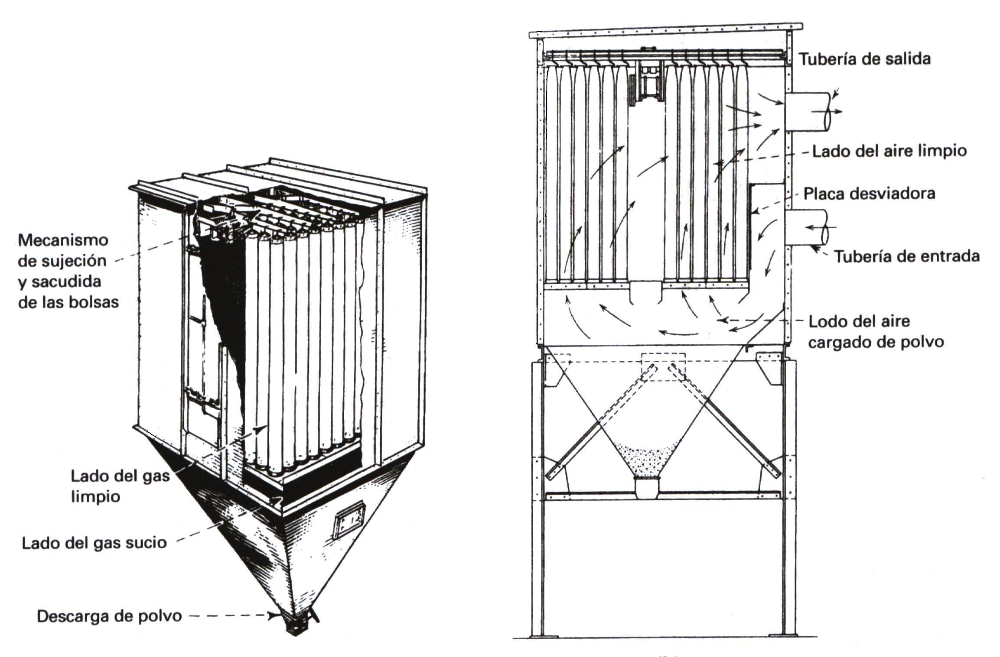 Mecanismo
de sujeción
y sacudida
de las bolsas
Lado del gas
limpio
Lado del gas sucio
Descarga de polvo
Tubería de salida
Lado del aire limpio
Placa desviadora
Tubería de entrada
Lodo del aire
cargado de polvo